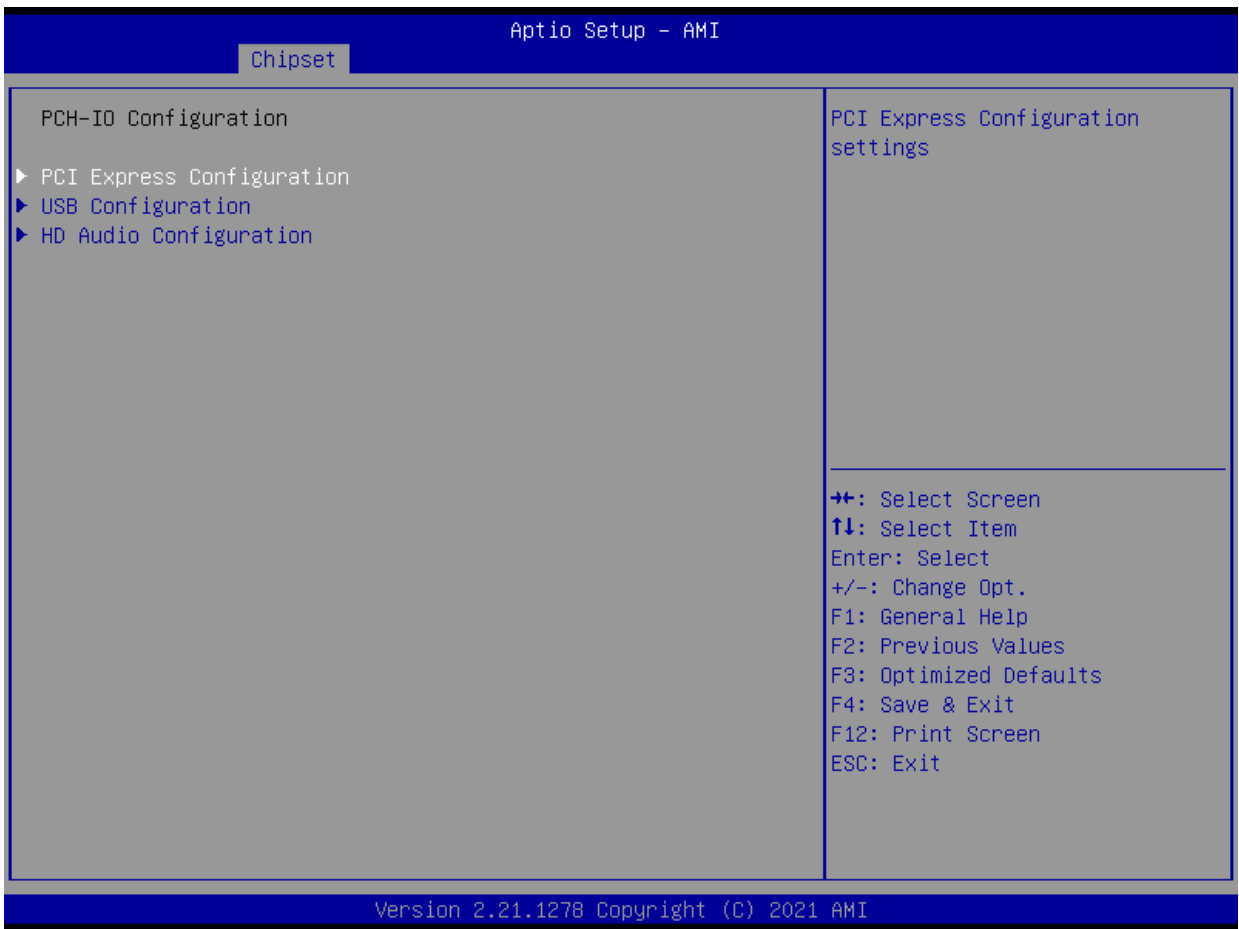 Aptio Setup – AMI
Chipset
PCH-IO Configuration
▶ PCI Express Configuration
▶ USB Configuration
▶ HD Audio Configuration
PCI Express Configuration
settings
→←: Select Screen
↑↓: Select Item
Enter: Select
+/-: Change Opt.
F1: General Help
F2: Previous Values
F3: Optimized Defaults
F4: Save & Exit
F12: Print Screen
ESC: Exit
Version 2.21.1278 Copyright (C) 2021 AMI